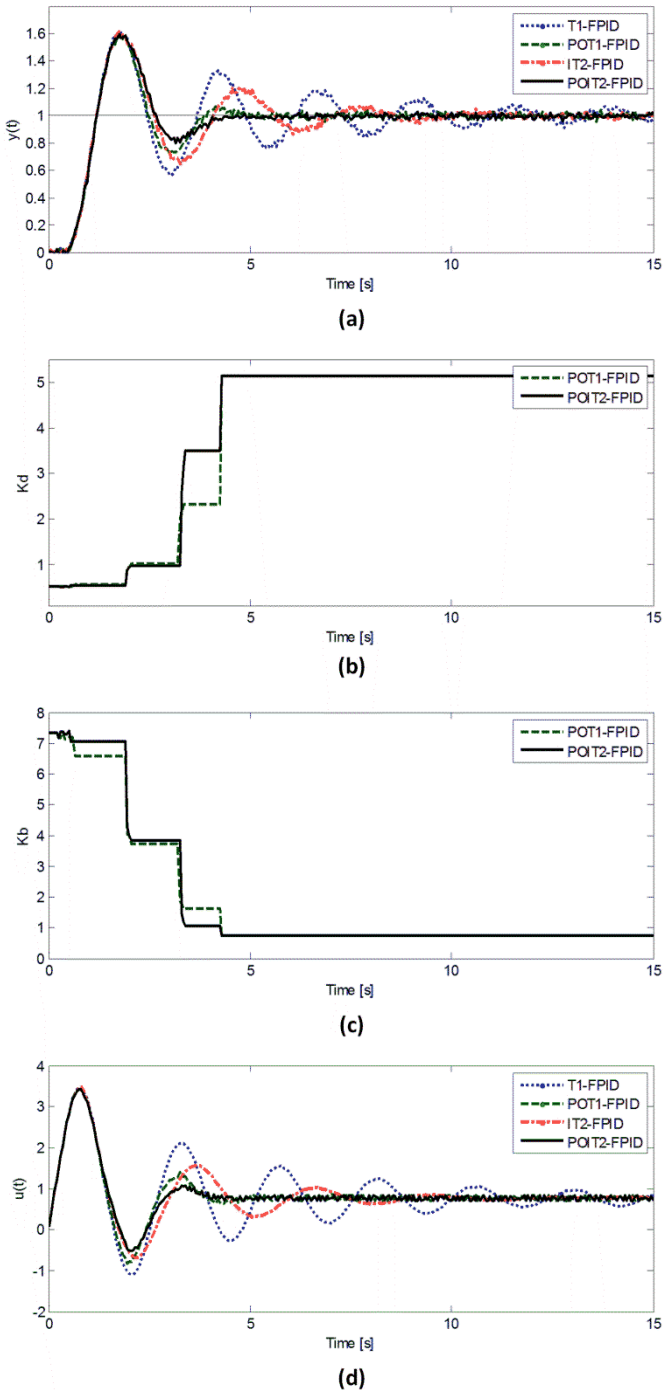 1.6
1.4
1.2
1.0
0.8
0.6
0.4
0.2
0
y(t)
T1-FPID
POT1-FPID
IT2-FPID
POIT2-FPID
0 5 10 15
Time [s]
(a)
5
4
3
2
1
Kd
POT1-FPID
POIT2-FPID
0 5 10 15
Time [s]
(b)
8
7
6
5
4
3
2
1
0
Kb
POT1-FPID
POIT2-FPID
0 5 10 15
Time [s]
(c)
4
3
2
1
0
-1
-2
u(t)
T1-FPID
POT1-FPID
IT2-FPID
POIT2-FPID
0 5 10 15
Time [s]
(d)